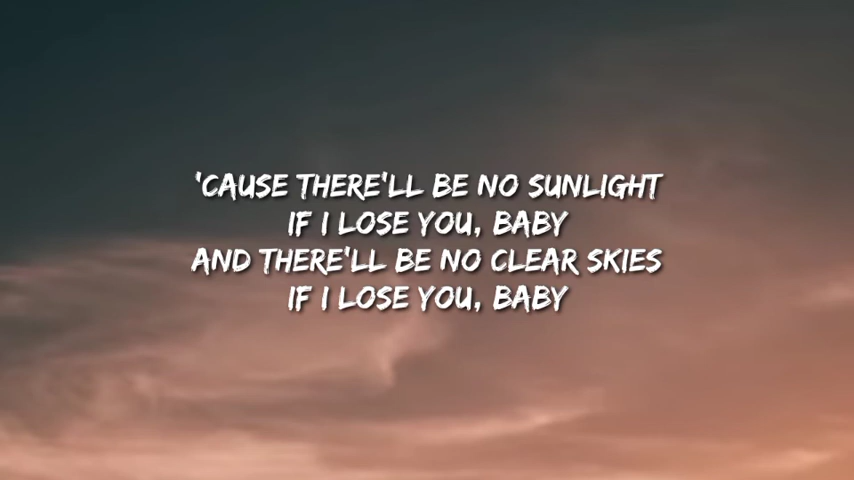 'CAUSE THERE'LL BE NO SUNLIGHT
IF I LOSE YOU, BABY
AND THERE'LL BE NO CLEAR SKIES
IF I LOSE YOU, BABY